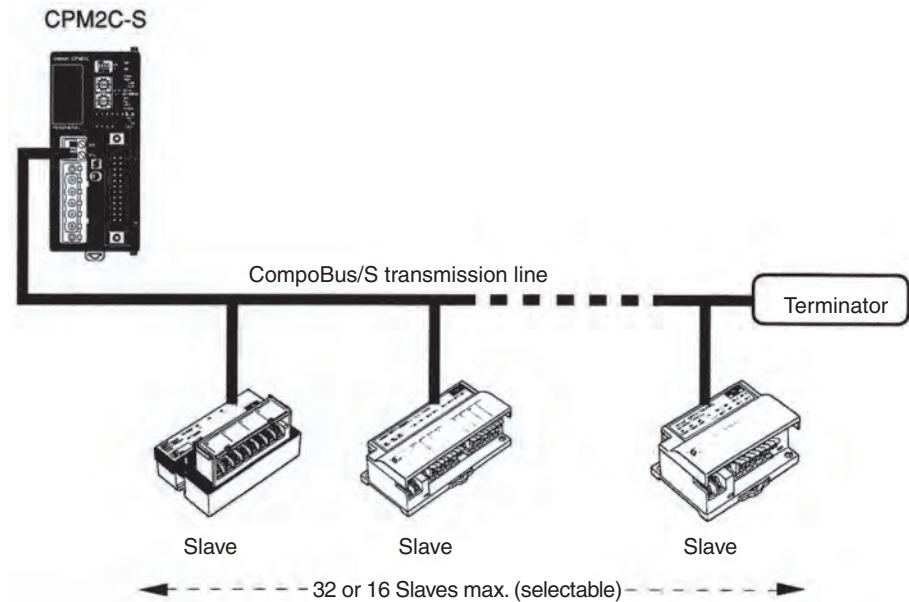 CPM2C-S
CompoBus/S transmission line
Terminator
Slave
Slave
Slave
32 or 16 Slaves max. (selectable)